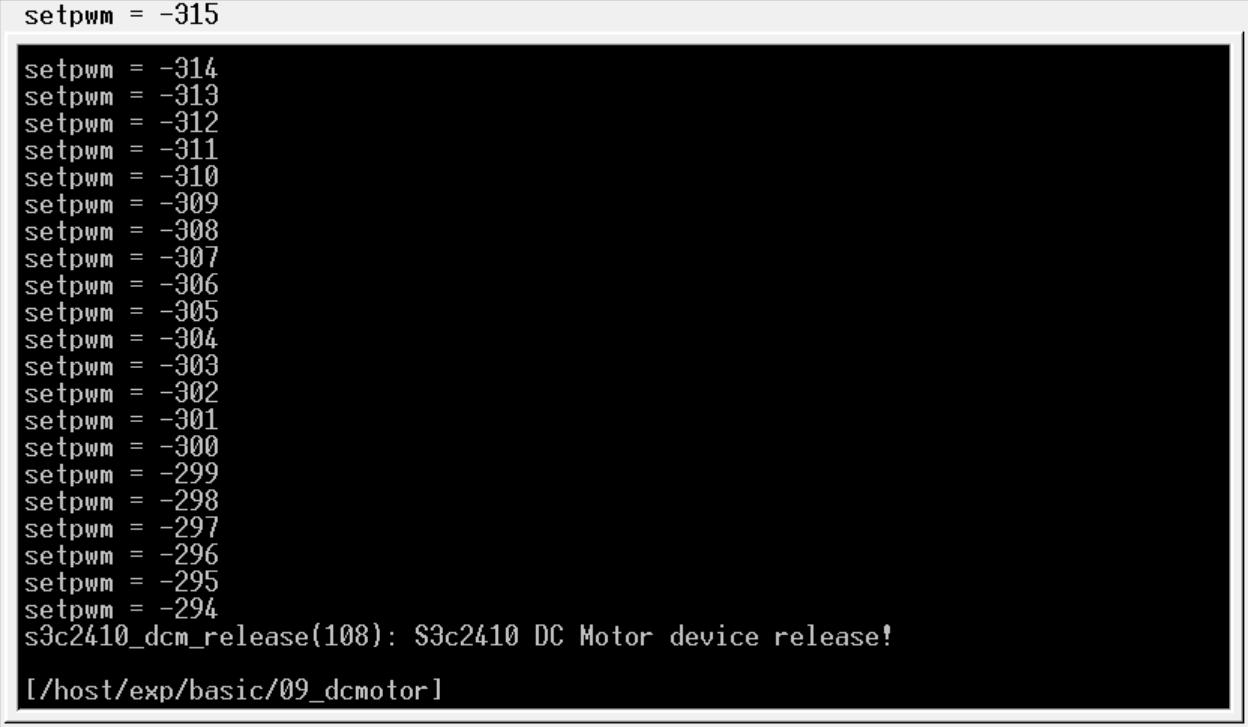 setpwm = -315
setpwm = -314
setpwm = -313
setpwm = -312
setpwm = -311
setpwm = -310
setpwm = -309
setpwm = -308
setpwm = -307
setpwm = -306
setpwm = -305
setpwm = -304
setpwm = -303
setpwm = -302
setpwm = -301
setpwm = -300
setpwm = -299
setpwm = -298
setpwm = -297
setpwm = -296
setpwm = -295
setpwm = -294
s3c2410_dcm_release(108): S3c2410 DC Motor device release!
[/host/exp/basic/09_dcmotor]